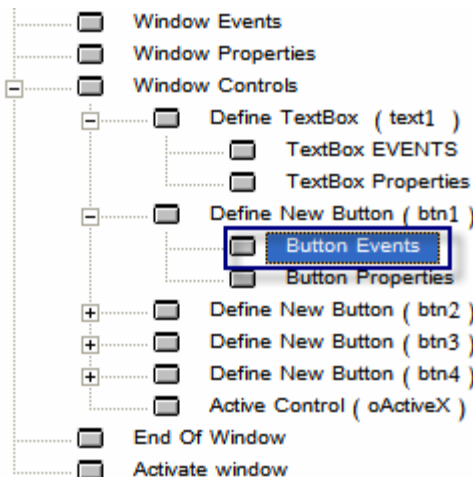 Window Events
Window Properties
Window Controls
Define TextBox ( text1 )
TextBox EVENTS
TextBox Properties
Define New Button ( btn1 )
Button Events
Button Properties
Define New Button ( btn2 )
Define New Button ( btn3 )
Define New Button ( btn4 )
Active Control ( oActiveX )
End Of Window
Activate window